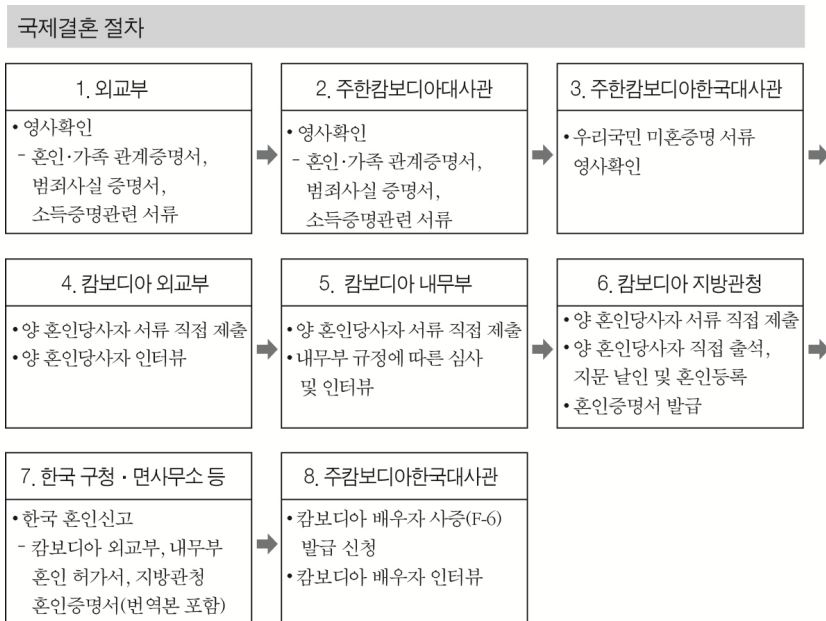 국제결혼 절차
1. 외교부
• 영사확인
- 혼인·가족 관계증명서,
범죄사실 증명서,
소득증명관련 서류
2. 주한캄보디아대사관
• 영사확인
- 혼인·가족 관계증명서,
범죄사실 증명서,
소득증명관련 서류
3. 주한캄보디아한국대사관
• 우리국민 미혼증명 서류
영사확인
4. 캄보디아 외교부
• 양 혼인당사자 서류 직접 제출
• 양 혼인당사자 인터뷰
5. 캄보디아 내무부
• 양 혼인당사자 서류 직접 제출
• 내무부 규정에 따른 심사
및 인터뷰
6. 캄보디아 지방관청
• 양 혼인당사자 서류 직접 제출
• 양 혼인당사자 직접 출석,
지문 날인 및 혼인등록
• 혼인증명서 발급
7. 한국 구청·면사무소 등
• 한국 혼인신고
- 캄보디아 외교부, 내무부
혼인 허가서, 지방관청
혼인증명서(번역본 포함)
8. 주캄보디아한국대사관
• 캄보디아 배우자 사증(F-6)
발급 신청
• 캄보디아 배우자 인터뷰